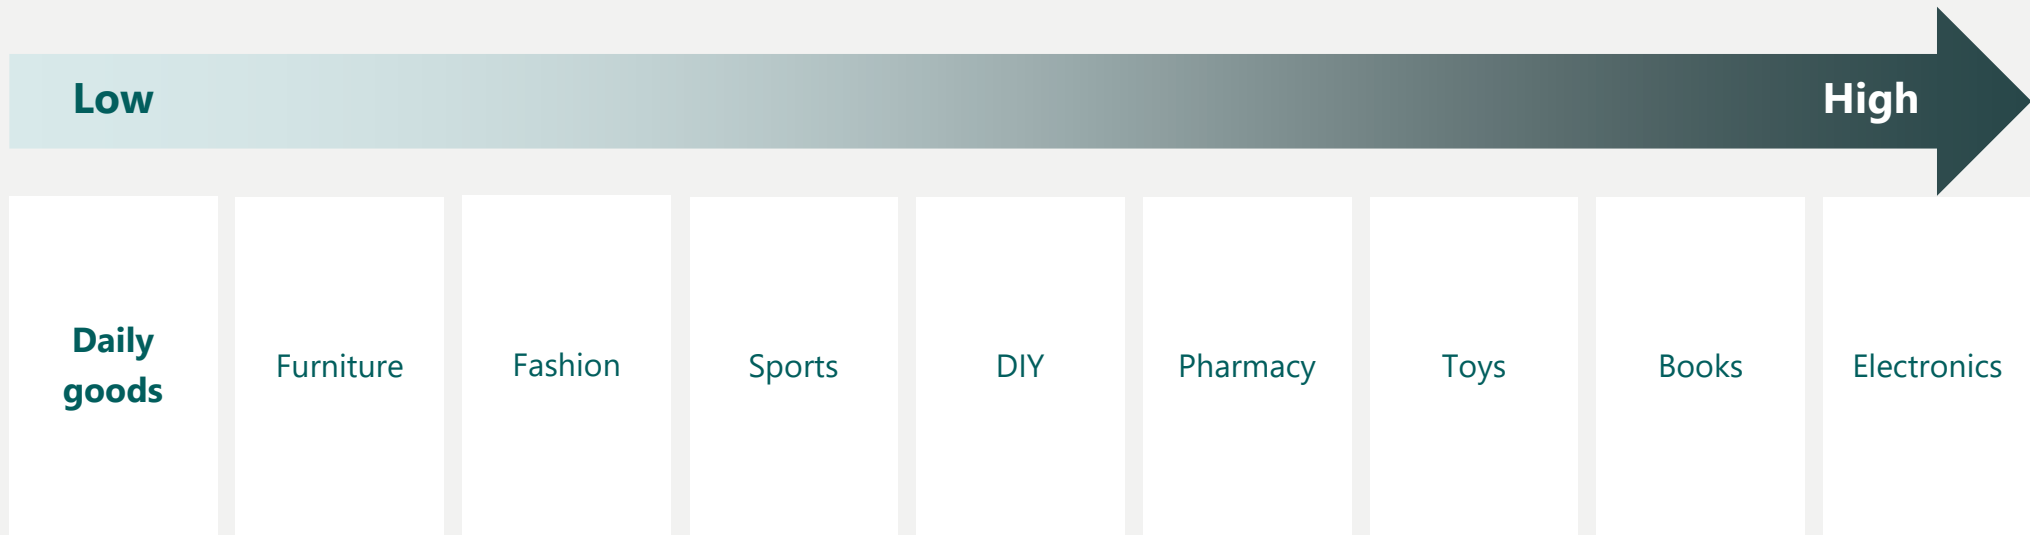 Low
High
Daily
goods
Furniture
Fashion
Sports
DIY
Pharmacy
Toys
Books
Electronics